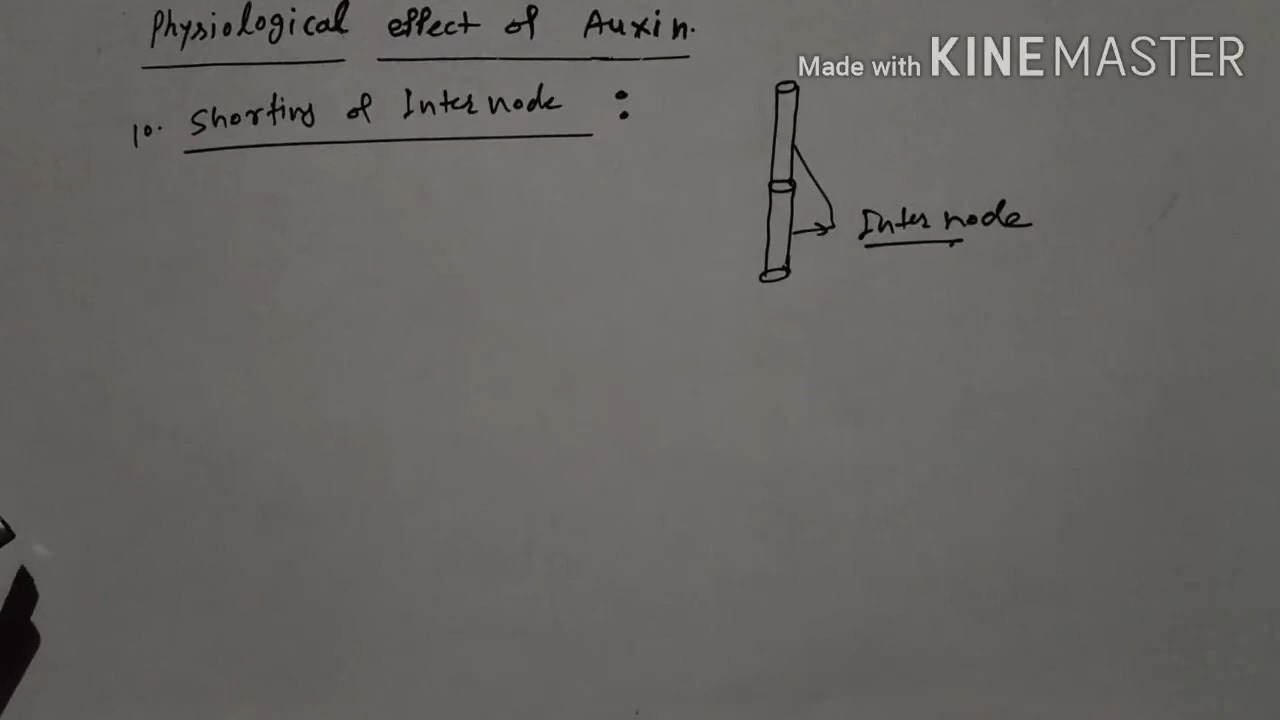 Physiological effect of Auxin.
Made with KINEMASTER
10. Shorting of Internode :
Internode